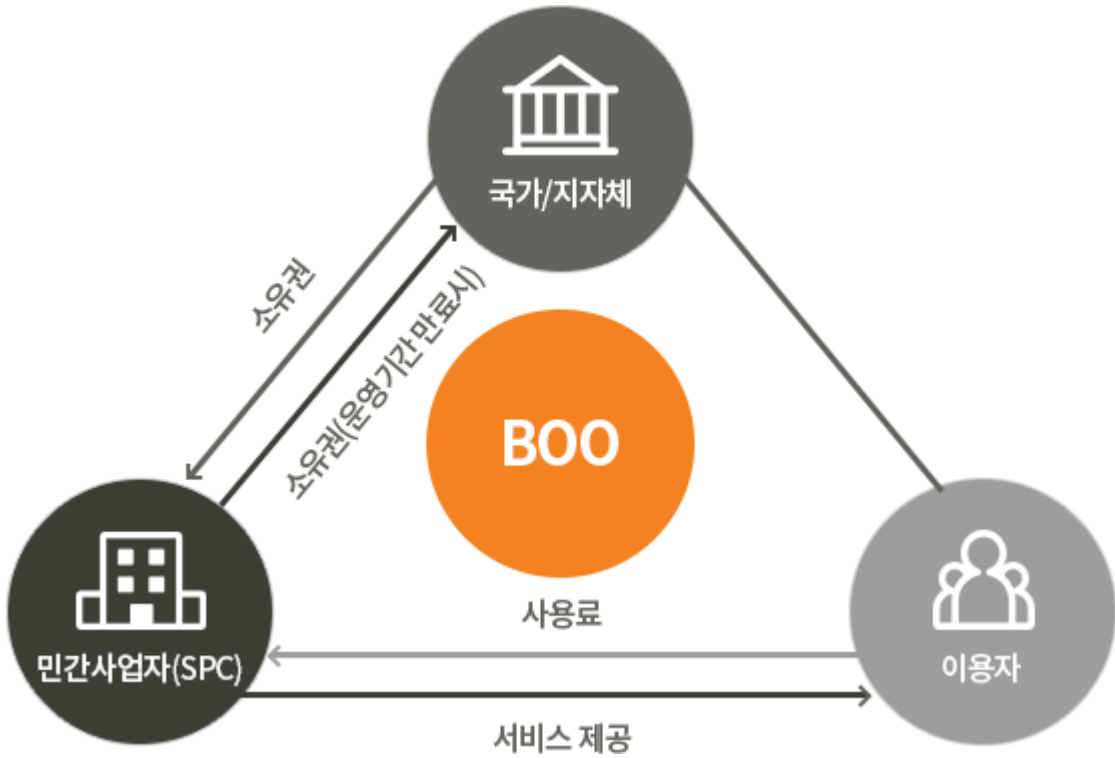 국가/지자체
소유권
소유권(운영기간 만료시)
BOO
사용료
민간사업자(SPC)
이용자
서비스 제공